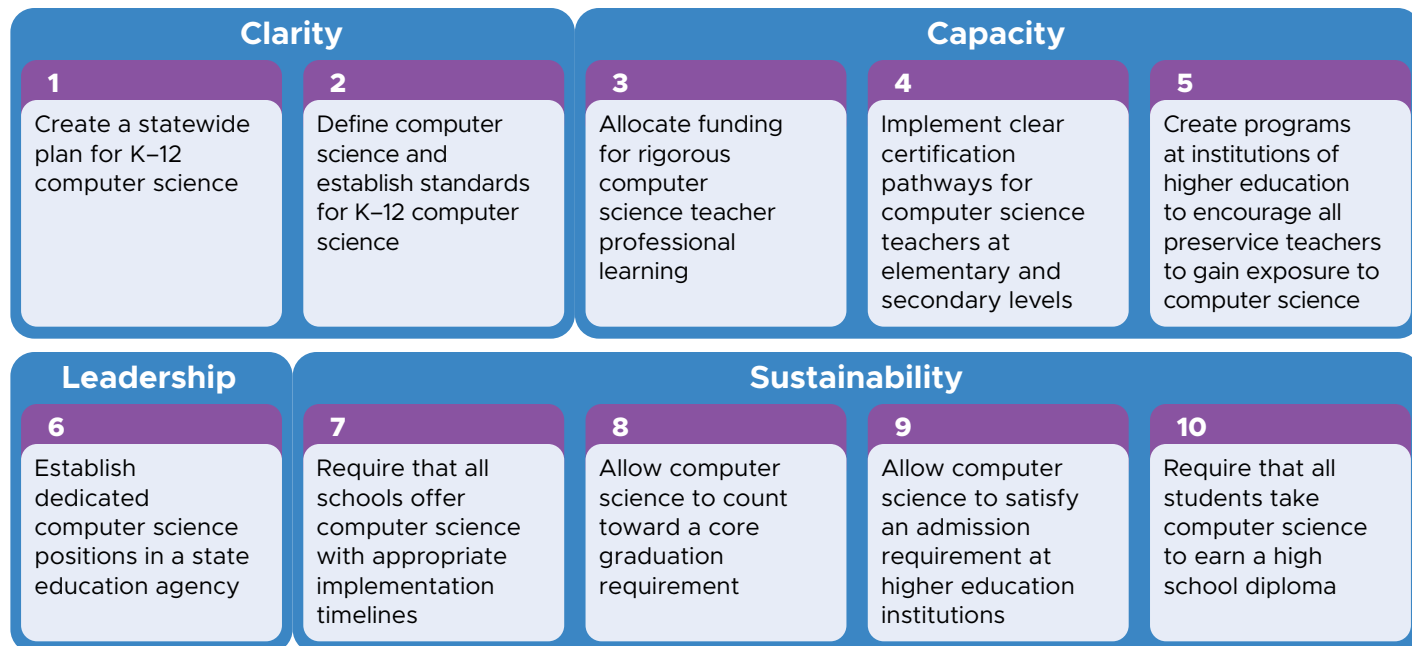 Clarity
1
Create a statewide
plan for K–12
computer science
2
Define computer
science and
establish standards
for K–12 computer
science
Capacity
3
Allocate funding
for rigorous
computer
science teacher
professional
learning
4
Implement clear
certification
pathways for
computer science
teachers at
elementary and
secondary levels
5
Create programs
at institutions of
higher education
to encourage all
preservice teachers
to gain exposure to
computer science
Leadership
6
Establish
dedicated
computer science
positions in a state
education agency
Sustainability
7
Require that all
schools offer
computer science
with appropriate
implementation
timelines
8
Allow computer
science to count
toward a core
graduation
requirement
9
Allow computer
science to satisfy
an admission
requirement at
higher education
institutions
10
Require that all
students take
computer science
to earn a high
school diploma